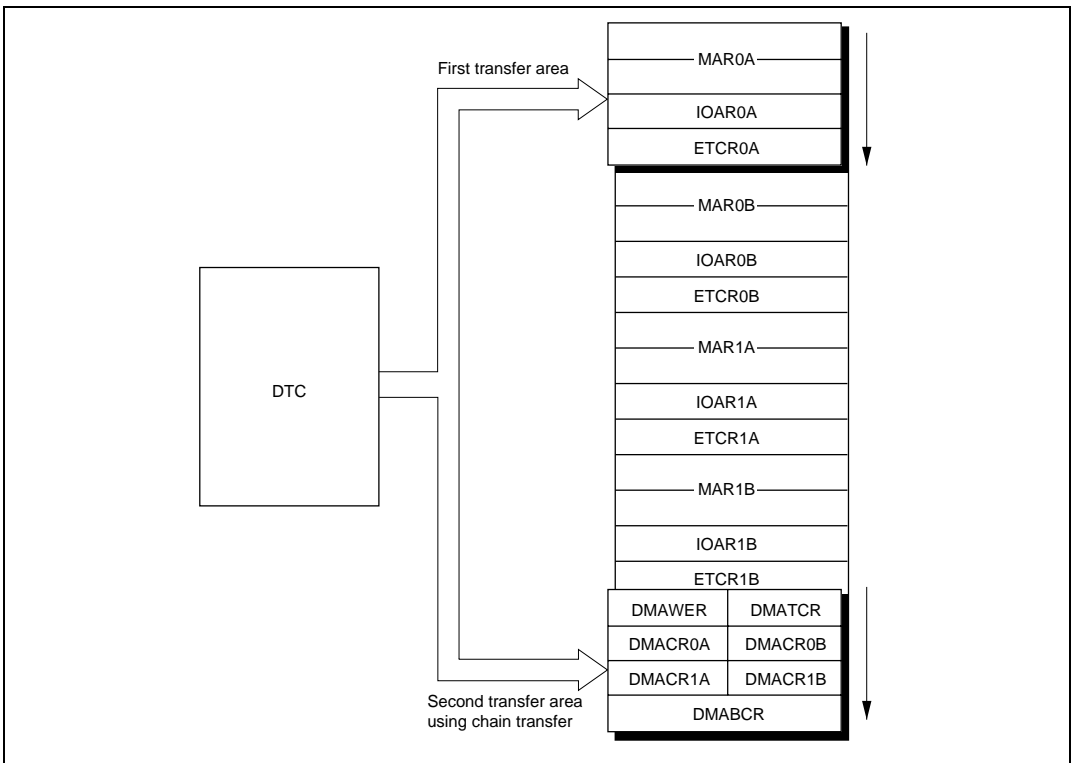 First transfer area
MAR0A
IOAR0A
ETCR0A
MAR0B
IOAR0B
ETCR0B
MAR1A
DTC
IOAR1A
ETCR1A
MAR1B
IOAR1B
ETCR1B
DMAWER DMATCR
DMACR0A DMACR0B
DMACR1A DMACR1B
Second transfer area
using chain transfer
DMABCR